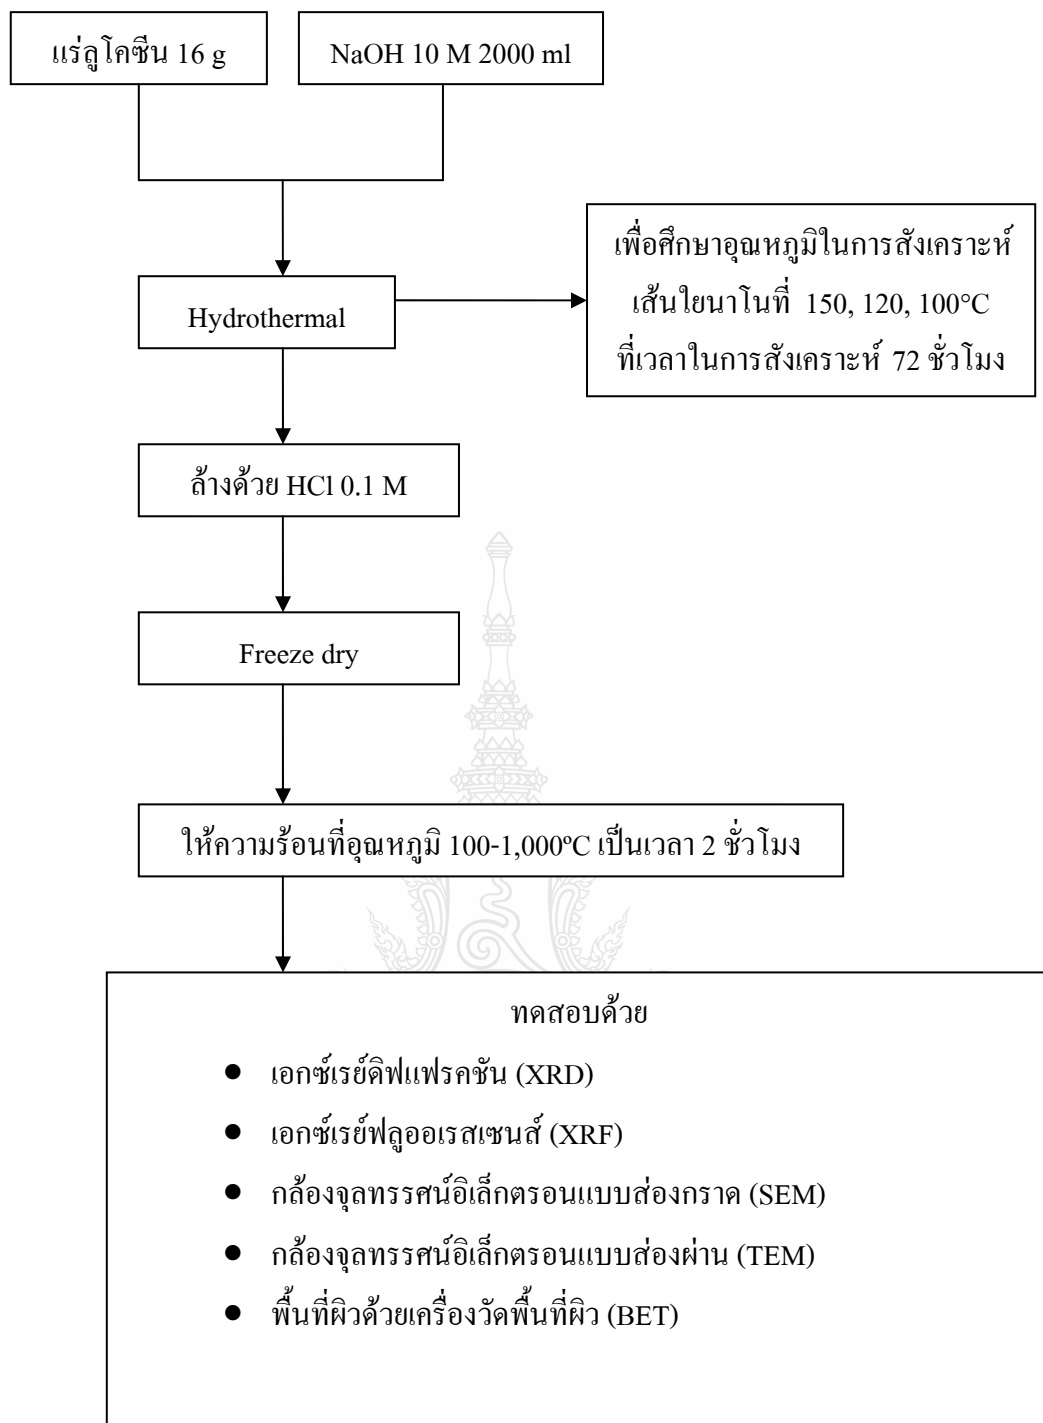 แร่ลูโคซีน 16 g
NaOH 10 M 2000 ml
เพื่อศึกษาอุณหภูมิในการสังเคราะห์
เส้นใยนาโนที่ 150, 120, 100°C
ที่เวลาในการสังเคราะห์ 72 ชั่วโมง
Hydrothermal
ล้างด้วย HCl 0.1 M
Freeze dry
ให้ความร้อนที่อุณหภูมิ 100-1,000ºC เป็นเวลา 2 ชั่วโมง
ทดสอบด้วย
● เอกซ์เรย์ดิฟแฟรคชัน (XRD)
● เอกซ์เรย์ฟลูออเรสเซนส์ (XRF)
● กล้องจุลทรรศน์อิเล็กตรอนแบบส่องกราด (SEM)
● กล้องจุลทรรศน์อิเล็กตรอนแบบส่องผ่าน (TEM)
● พื้นที่ผิวด้วยเครื่องวัดพื้นที่ผิว (BET)